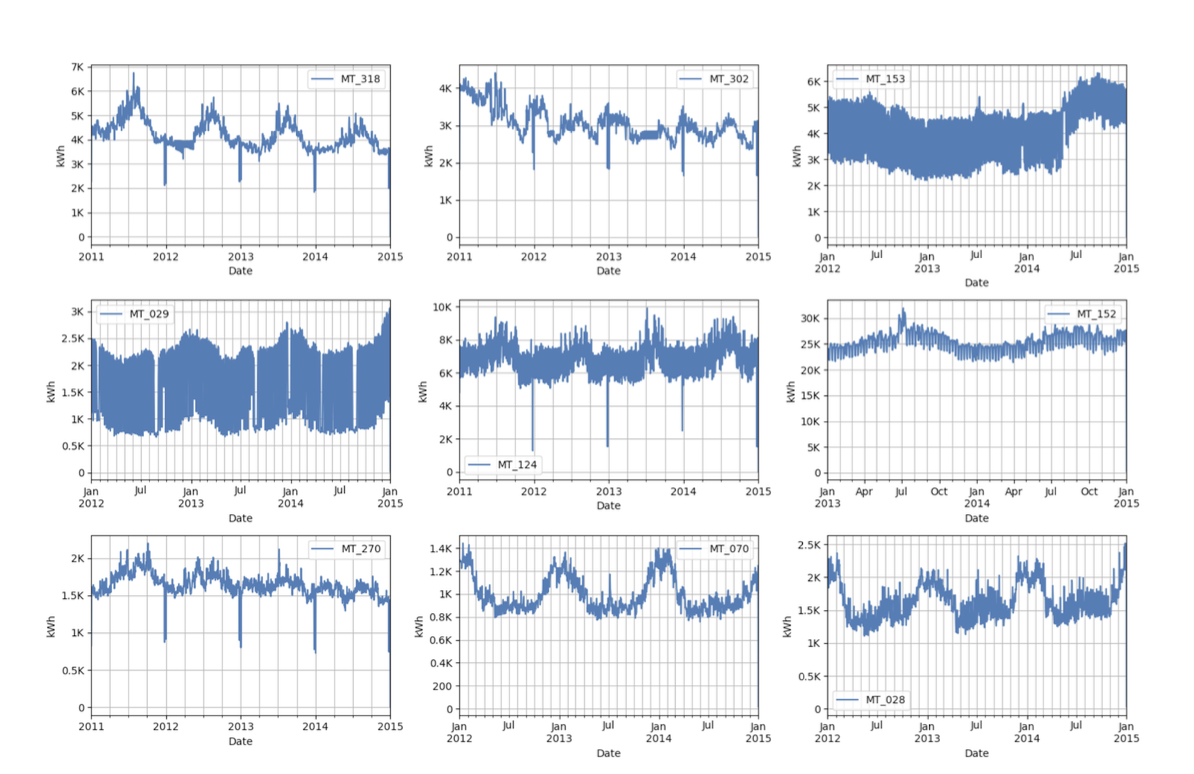 MT_318
7K
6K
5K
4K
3K
2K
1K
0
kWh
2011 2012 2013 2014 2015
Date
MT_302
4K
3K
2K
1K
0
kWh
2011 2012 2013 2014 2015
Date
MT_153
6K
5K
4K
3K
2K
1K
0
kWh
Jan Jul Jan Jul Jan Jul Jan
2012 2013 2014 2015
Date
MT_029
3K
2.5K
2K
1.5K
1K
0.5K
0
kWh
Jan Jul Jan Jul Jan Jul Jan
2012 2013 2014 2015
Date
10K
8K
6K
4K
2K
0
kWh
MT_124
2011 2012 2013 2014 2015
Date
MT_152
30K
25K
20K
15K
10K
5K
0
kWh
Jan Apr Jul Oct Jan Apr Jul Oct Jan
2013 2014 2015
Date
MT_270
2K
1.5K
1K
0.5K
0
kWh
2011 2012 2013 2014 2015
Date
MT_070
1.4K
1.2K
1K
0.8K
0.6K
0.4K
200
0
kWh
Jan Jul Jan Jul Jan Jul Jan
2012 2013 2014 2015
Date
2.5K
2K
1.5K
1K
0.5K
0
kWh
MT_028
Jan Jul Jan Jul Jan Jul Jan
2012 2013 2014 2015
Date